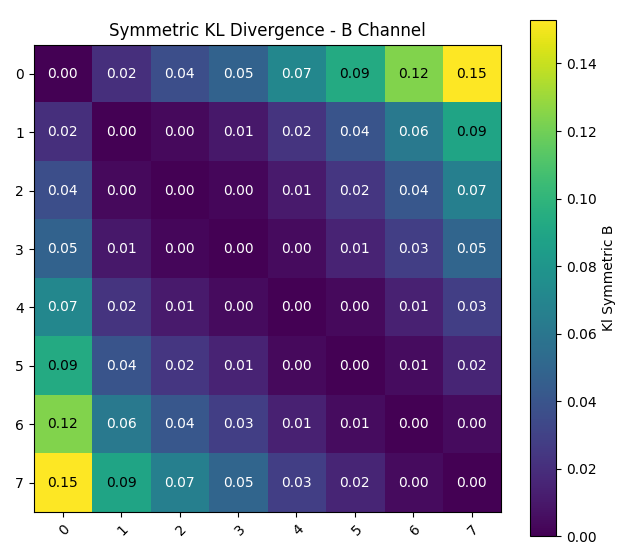 Symmetric KL Divergence - B Channel
0 0.00 0.02 0.04 0.05 0.07 0.09 0.12 0.15
1 0.02 0.00 0.00 0.01 0.02 0.04 0.06 0.09
2 0.04 0.00 0.00 0.00 0.01 0.02 0.04 0.07
3 0.05 0.01 0.00 0.00 0.00 0.01 0.03 0.05
4 0.07 0.02 0.01 0.00 0.00 0.00 0.01 0.03
5 0.09 0.04 0.02 0.01 0.00 0.00 0.01 0.02
6 0.12 0.06 0.04 0.03 0.01 0.01 0.00 0.00
7 0.15 0.09 0.07 0.05 0.03 0.02 0.00 0.00
0 1 2 3 4 5 6 7
0.14
0.12
0.10
0.08
0.06
0.04
0.02
0.00
Kl Symmetric B